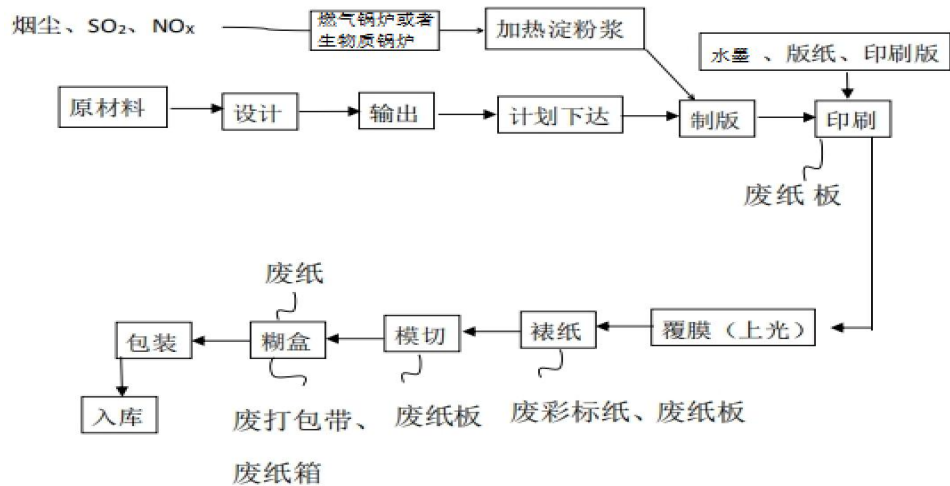 烟尘、SO₂、NOₓ
燃气锅炉或者
生物质锅炉
加热淀粉浆
水墨 、版纸、印刷版
原材料
设计
输出
计划下达
制版
印刷
废纸 板
废纸
包装
糊盒
模切
裱纸
覆膜（上光）
入库
废打包带、
废纸箱
废纸板
废彩标纸、废纸板